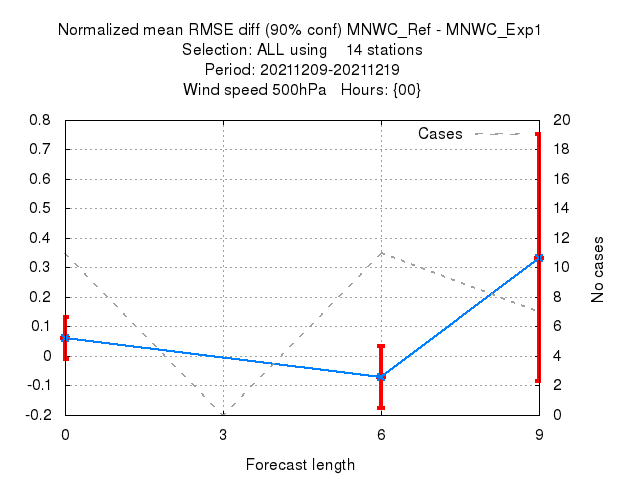 Normalized mean RMSE diff (90% conf) MNWC_Ref - MNWC_Exp1
Selection: ALL using 14 stations
Period: 20211209-20211219
Wind speed 500hPa Hours: {00}
Cases
0.8
0.7
0.6
0.5
0.4
0.3
0.2
0.1
0
-0.1
-0.2
20
18
16
14
12
10
8
6
4
2
0
No cases
0 3 6 9
Forecast length